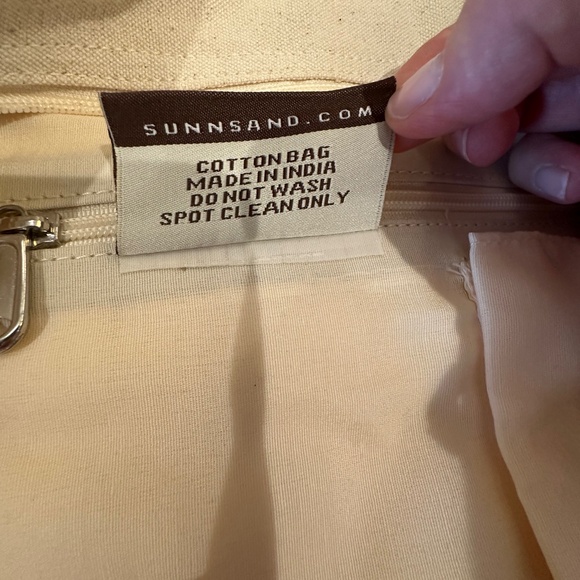 SUNNSAND.COM
COTTON BAG
MADE IN INDIA
DO NOT WASH
SPOT CLEAN ONLY